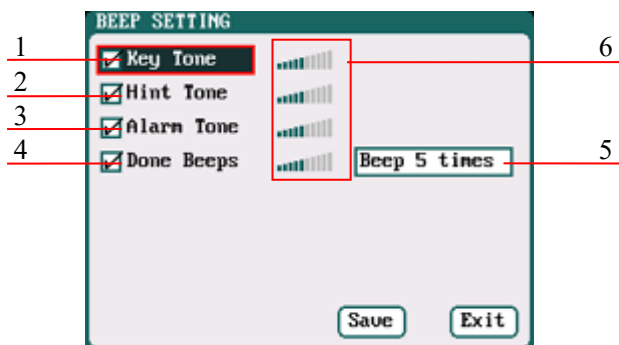 BEEP SETTING
1 Key Tone 6
2 Hint Tone
3 Alarm Tone
4 Done Beeps Beep 5 times 5
Save Exit